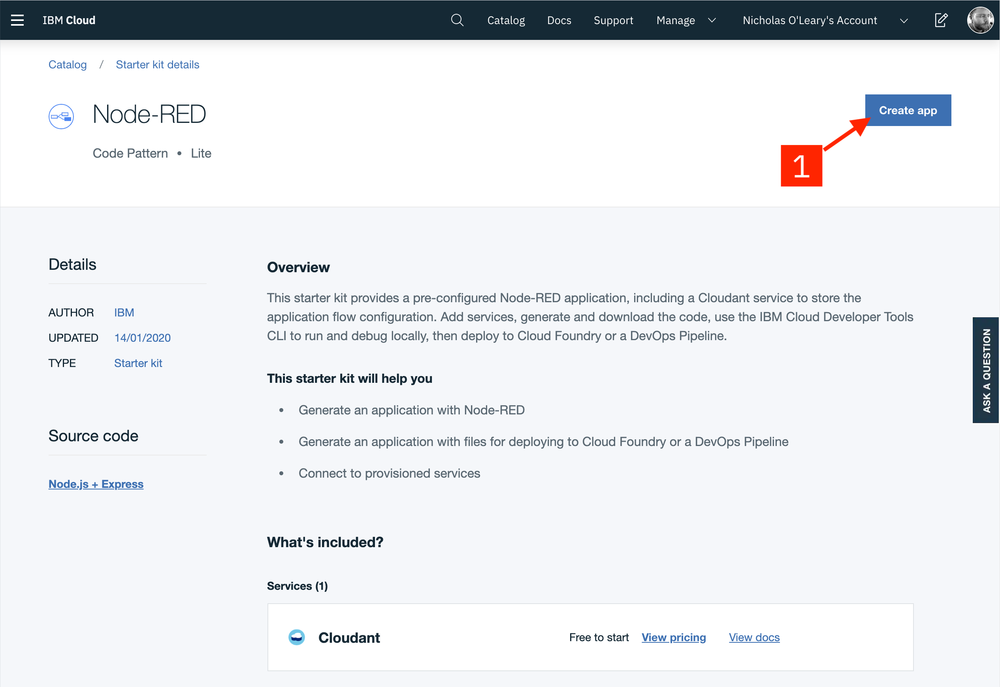 IBM Cloud
Catalog
Docs
Support
Manage
Nicholas O'Leary's Account
Catalog / Starter kit details
Node-RED
Create app
Code Pattern • Lite
1
Details
AUTHOR IBM
UPDATED 14/01/2020
TYPE Starter kit
Source code
Node.js + Express
Overview
This starter kit provides a pre-configured Node-RED application, including a Cloudant service to store the
application flow configuration. Add services, generate and download the code, use the IBM Cloud Developer Tools
CLI to run and debug locally, then deploy to Cloud Foundry or a DevOps Pipeline.
This starter kit will help you
• Generate an application with Node-RED
• Generate an application with files for deploying to Cloud Foundry or a DevOps Pipeline
• Connect to provisioned services
What's included?
Services (1)
Cloudant
Free to start
View pricing
View docs
ASK A QUESTION